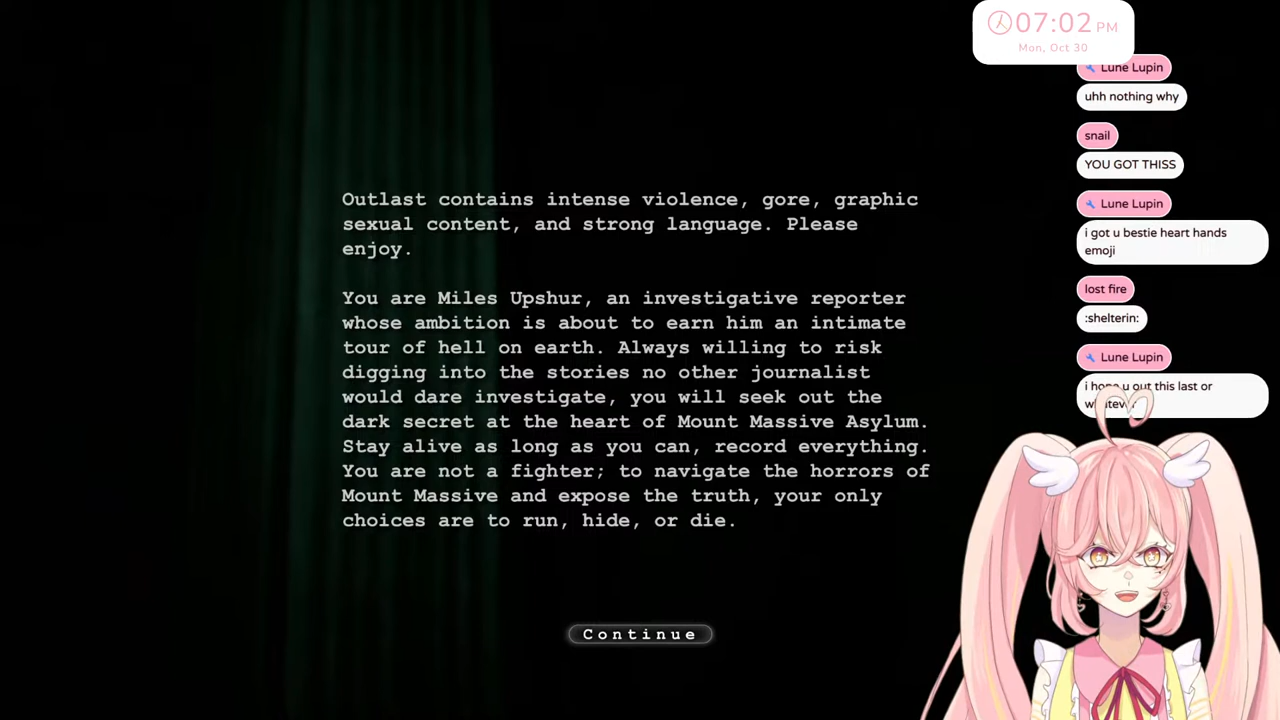 07:02 PM
Mon, Oct 30
Lune Lupin
uhh nothing why
snail
YOU GOT THISS
Lune Lupin
i got u bestie heart hands
emoji
lost fire
:shelterin:
Lune Lupin
i hope u out this last or
whatever
Outlast contains intense violence, gore, graphic
sexual content, and strong language. Please
enjoy.
You are Miles Upshur, an investigative reporter
whose ambition is about to earn him an intimate
tour of hell on earth. Always willing to risk
digging into the stories no other journalist
would dare investigate, you will seek out the
dark secret at the heart of Mount Massive Asylum.
Stay alive as long as you can, record everything.
You are not a fighter; to navigate the horrors of
Mount Massive and expose the truth, your only
choices are to run, hide, or die.
Continue